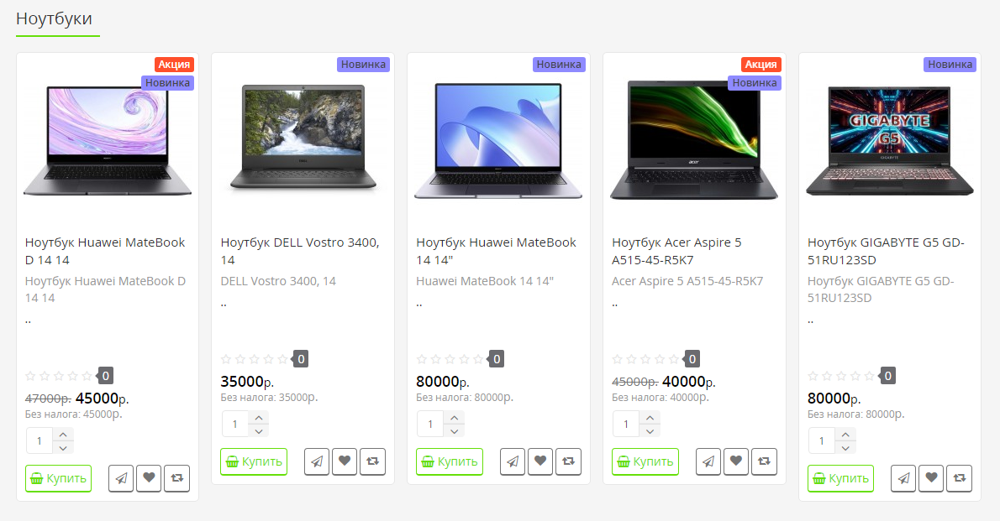 Ноутбуки
Акция
Новинка
Ноутбук Huawei MateBook
D 14 14
Ноутбук Huawei MateBook D
14 14
..
0
47000р. 45000р.
Без налога: 45000р.
1
Купить
Новинка
Ноутбук DELL Vostro 3400,
14
DELL Vostro 3400, 14
..
0
35000р.
Без налога: 35000р.
1
Купить
Новинка
Ноутбук Huawei MateBook
14 14"
Huawei MateBook 14 14"
..
0
80000р.
Без налога: 80000р.
1
Купить
Акция
Новинка
acer
Ноутбук Acer Aspire 5
A515-45-R5K7
Acer Aspire 5 A515-45-R5K7
..
0
45000р. 40000р.
Без налога: 40000р.
1
Купить
Новинка
GIGABYTE
G5
GIGABYTE
Ноутбук GIGABYTE G5 GD-
51RU123SD
Ноутбук GIGABYTE G5 GD-
51RU123SD
..
0
80000р.
Без налога: 80000р.
1
Купить